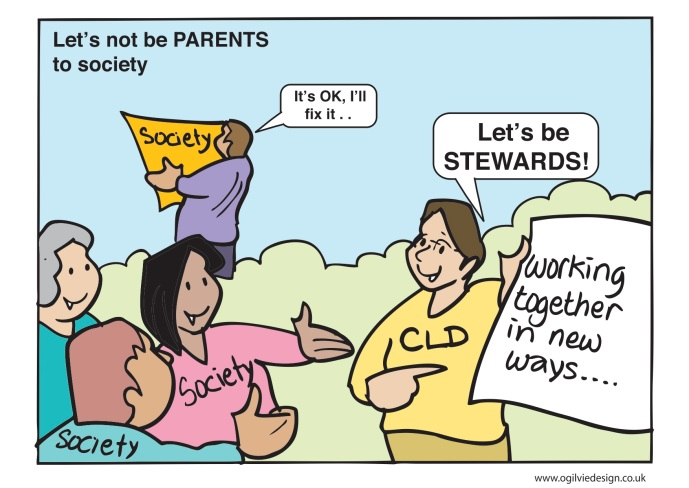 Let's not be PARENTS
to society
It's OK, I'll
fix it . .
Society
Let's be
STEWARDS!
working
together
in new
ways....
CLD
Society
Society
www.ogilviedesign.co.uk